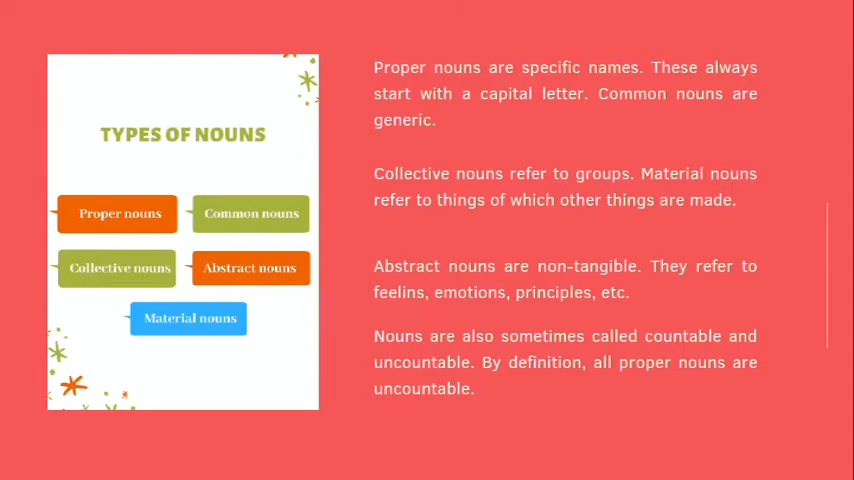 TYPES OF NOUNS
Proper nouns
Common nouns
Collective nouns
Abstract nouns
Material nouns
Proper nouns are specific names. These always
start with a capital letter. Common nouns are
generic.
Collective nouns refer to groups. Material nouns
refer to things of which other things are made.
Abstract nouns are non-tangible. They refer to
feelins, emotions, principles, etc.
Nouns are also sometimes called countable and
uncountable. By definition, all proper nouns are
uncountable.